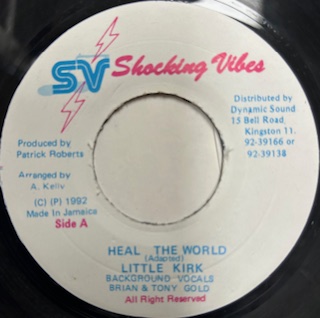 SV Shocking Vibes
Distributed by
Dynamic Sound
15 Bell Road,
Kingston 11.
92-39166 or
92-39138
Produced by
Patrick Roberts
Arranged by
A. Kelly
(C) (P) 1992
Made In Jamaica
Side A
HEAL THE WORLD
(Adapted)
LITTLE KIRK
BACKGROUND VOCALS
BRIAN & TONY GOLD
All Right Reserved